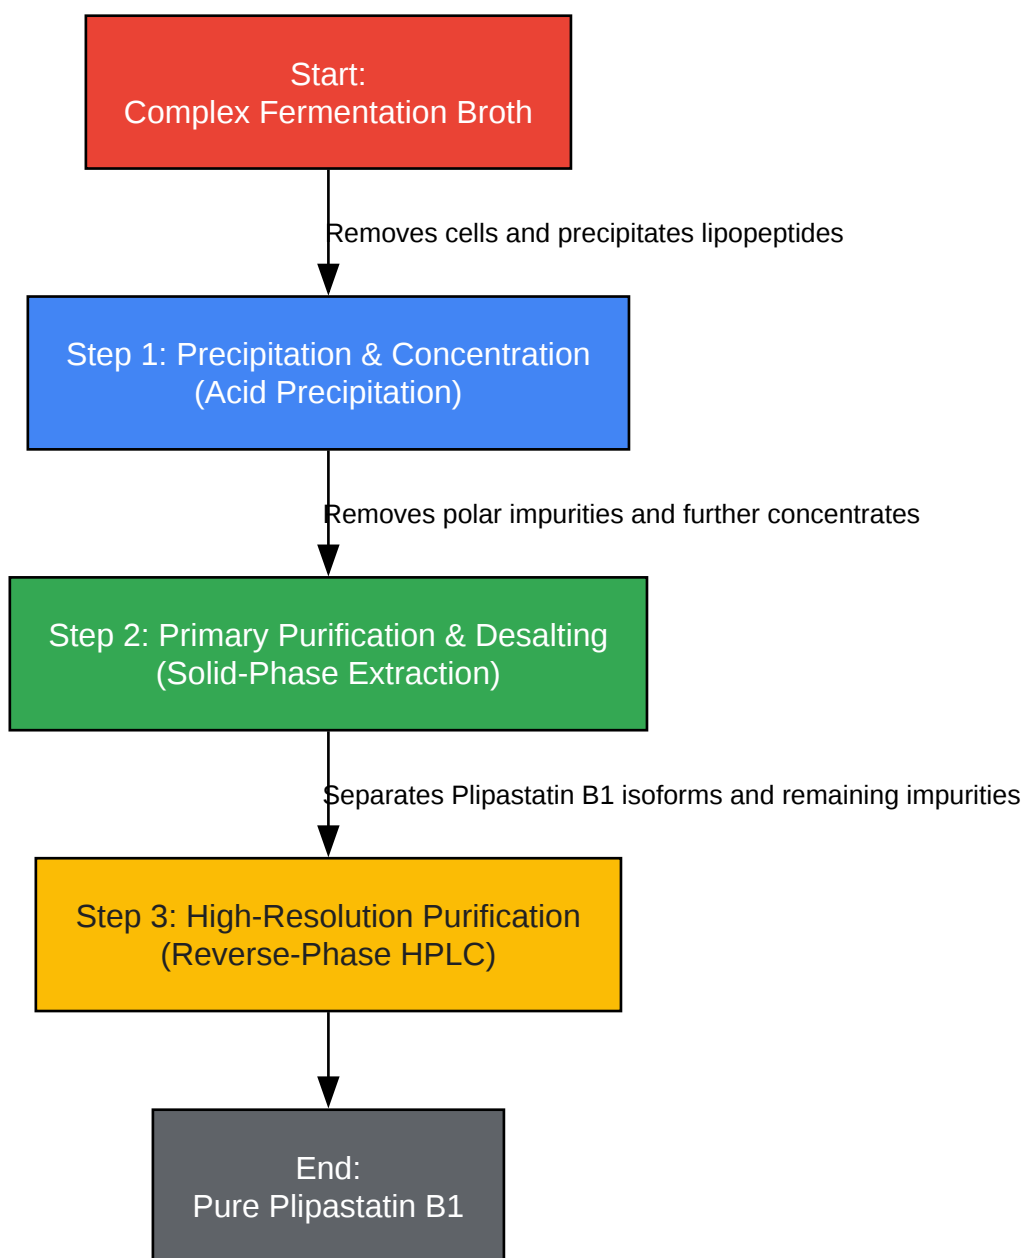 Start:
Complex Fermentation Broth
Removes cells and precipitates lipopeptides
Step 1: Precipitation & Concentration
(Acid Precipitation)
Removes polar impurities and further concentrates
Step 2: Primary Purification & Desalting
(Solid-Phase Extraction)
Separates Plipastatin B1 isoforms and remaining impurities
Step 3: High-Resolution Purification
(Reverse-Phase HPLC)
End:
Pure Plipastatin B1